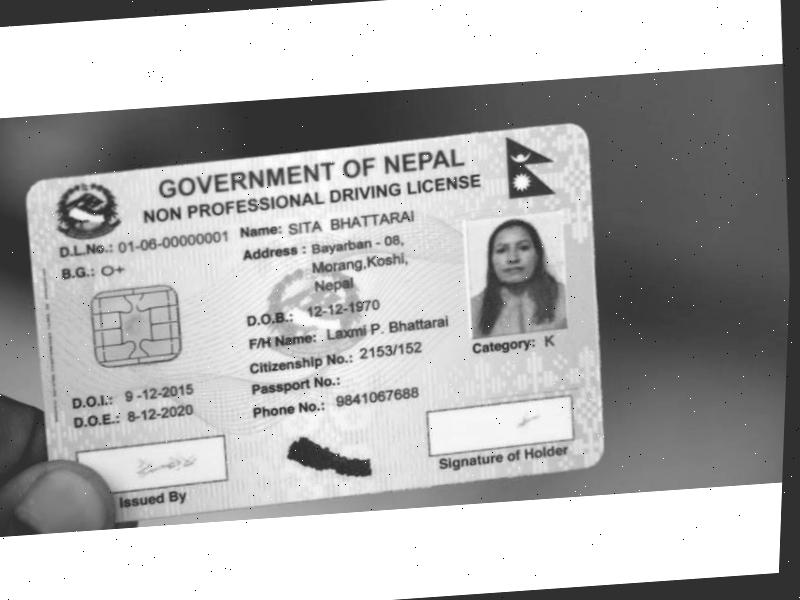 GOVERNMENT OF NEPAL
NON PROFESSIONAL DRIVING LICENSE
D.L.No.: 01-06-00000001
B.G.: O+
Name: SITA BHATTARAI
Address : Bayarban - 08,
Morang,Koshi,
Nepal
D.O.B.: 12-12-1970
F/H Name: Laxmi P. Bhattarai
Citizenship No.: 2153/152
Passport No.:
Phone No.: 9841067688
Category: K
D.O.I.: 9-12-2015
D.O.E.: 8-12-2020
Issued By
Signature of Holder